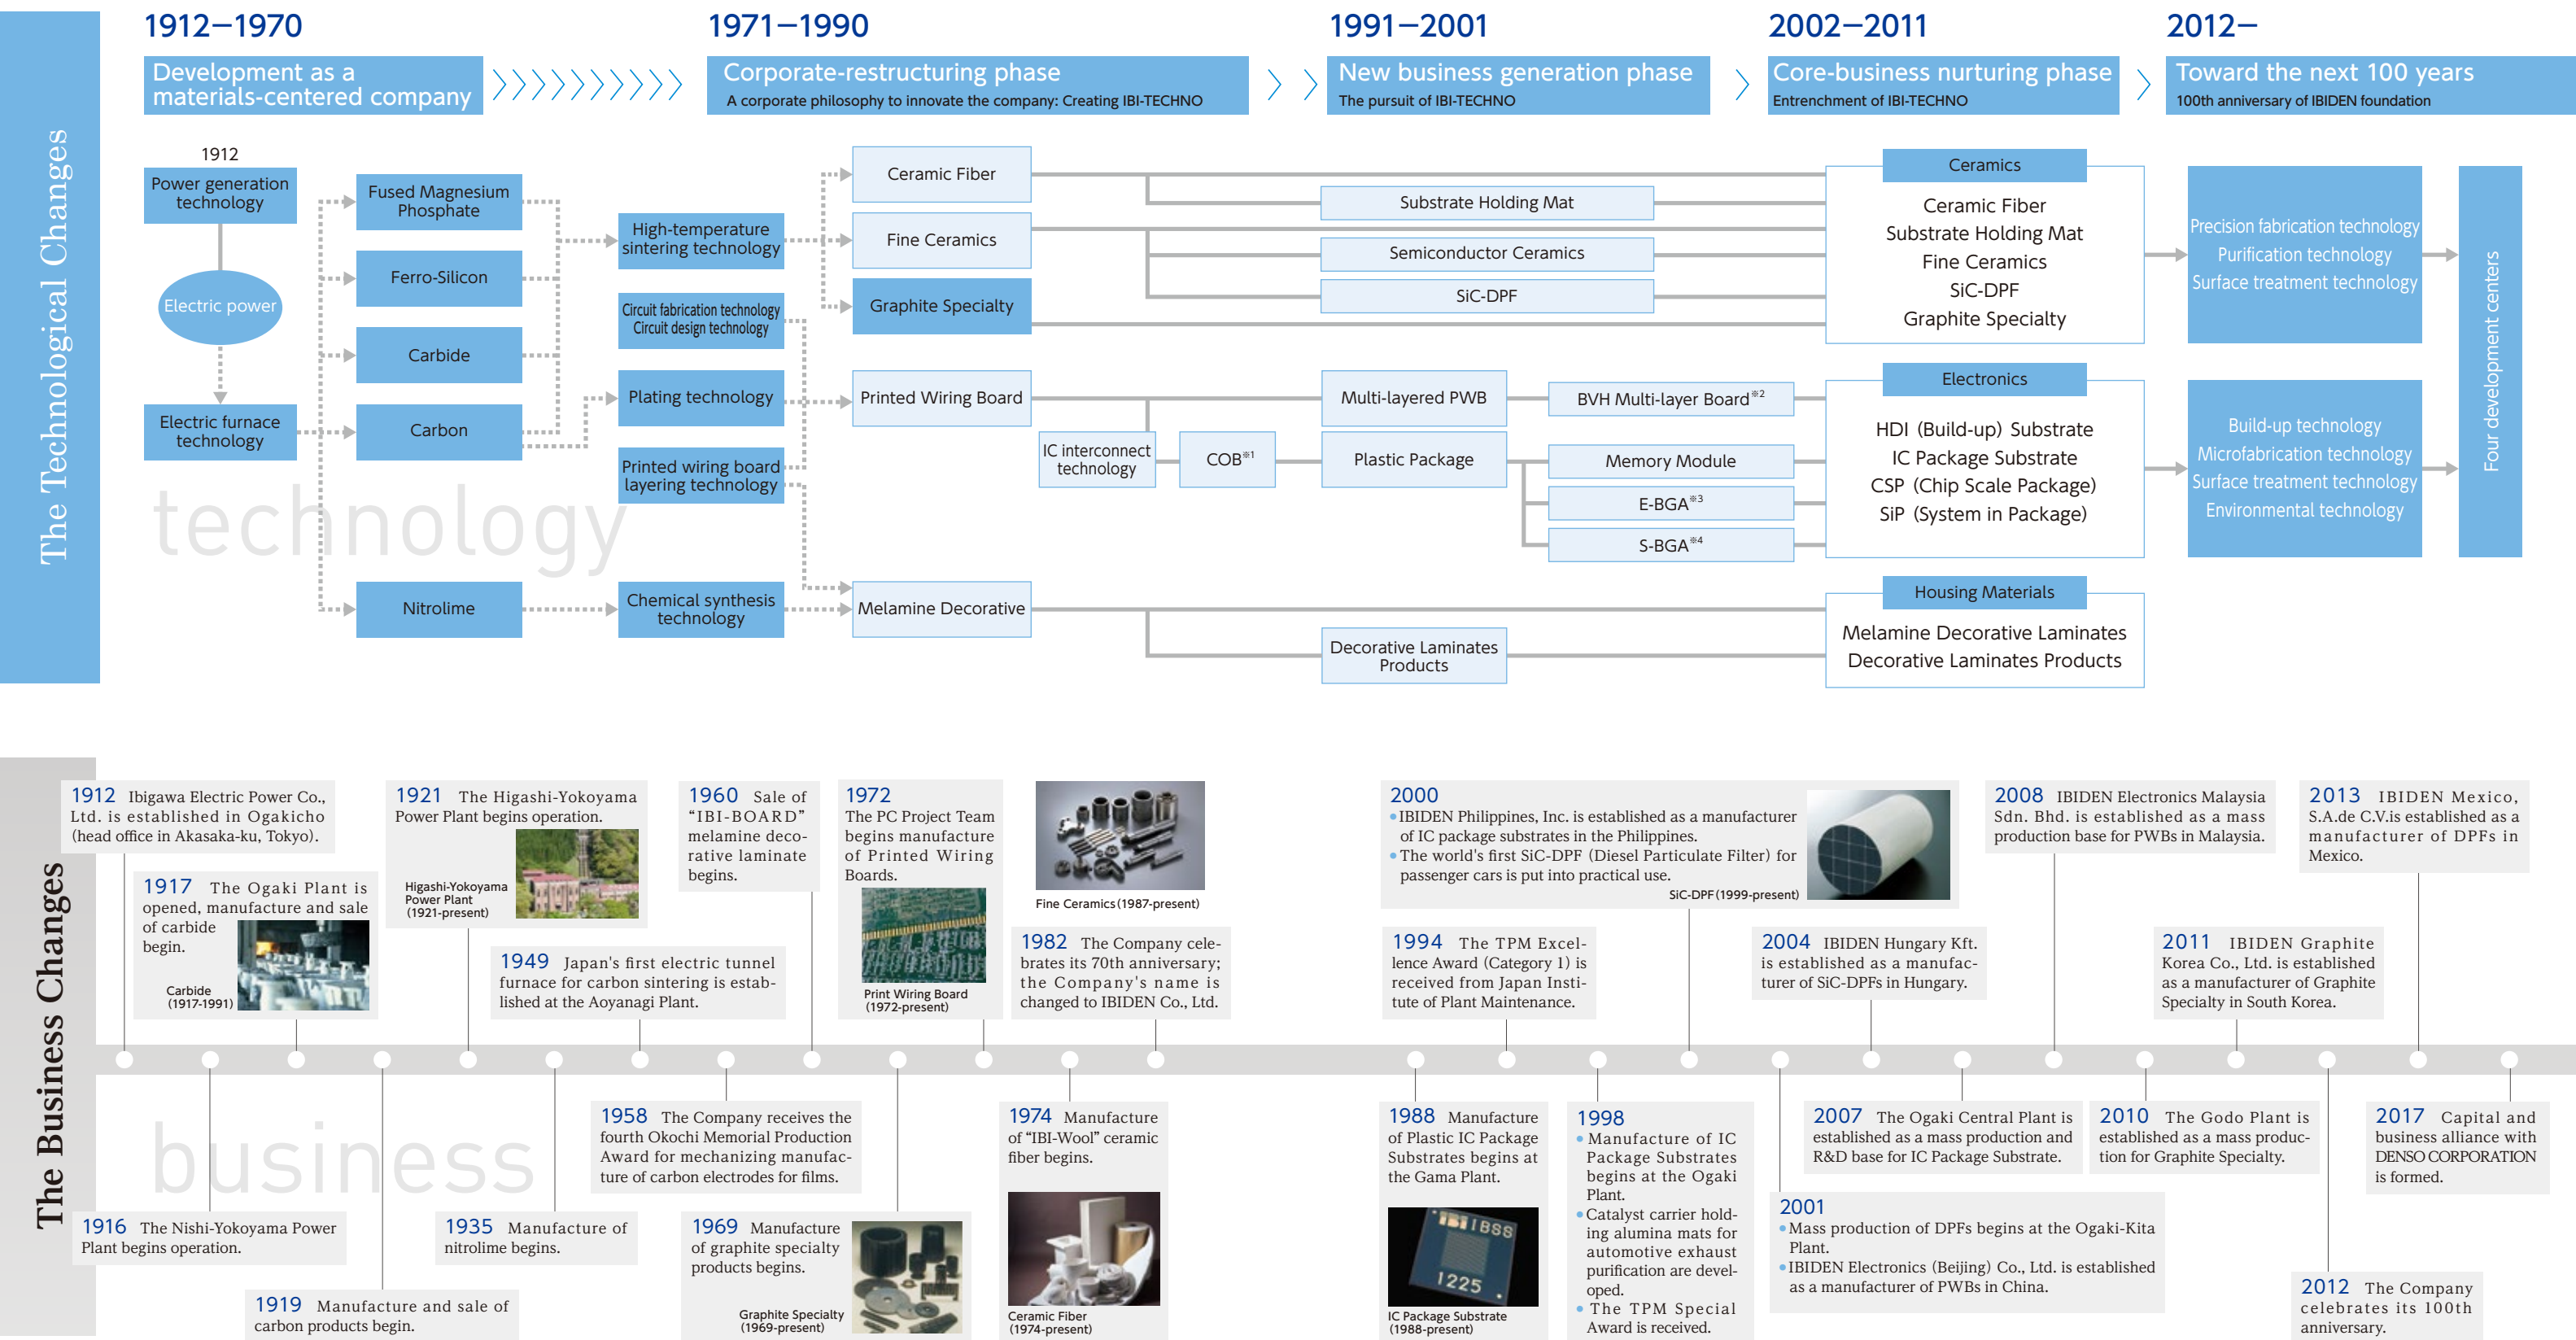 The Technological Changes
1912—1970
Development as a
materials-centered company
1971—1990
Corporate-restructuring phase
A corporate philosophy to innovate the company: Creating IBI-TECHNO
1991—2001
New business generation phase
The pursuit of IBI-TECHNO
2002—2011
Core-business nurturing phase
Entrenchment of IBI-TECHNO
2012—
Toward the next 100 years
100th anniversary of IBIDEN foundation
1912
Power generation
technology
Electric power
Electric furnace
technology
Fused Magnesium
Phosphate
Ferro-Silicon
Carbide
Carbon
Nitrolime
High-temperature
sintering technology
Circuit fabrication technology
Circuit design technology
Plating technology
Printed wiring board
layering technology
Chemical synthesis
technology
Ceramic Fiber
Fine Ceramics
Graphite Specialty
Printed Wiring Board
IC interconnect
technology
COB※1
Melamine Decorative
Substrate Holding Mat
Semiconductor Ceramics
SiC-DPF
Multi-layered PWB
BVH Multi-layer Board※2
Plastic Package
Memory Module
E-BGA※3
S-BGA※4
Decorative Laminates
Products
Ceramics
Ceramic Fiber
Substrate Holding Mat
Fine Ceramics
SiC-DPF
Graphite Specialty
Electronics
HDI (Build-up) Substrate
IC Package Substrate
CSP (Chip Scale Package)
SiP (System in Package)
Housing Materials
Melamine Decorative Laminates
Decorative Laminates Products
Precision fabrication technology
Purification technology
Surface treatment technology
Build-up technology
Microfabrication technology
Surface treatment technology
Environmental technology
Four development centers
technology
The Business Changes
1912 Ibigawa Electric Power Co.,
Ltd. is established in Ogakicho
(head office in Akasaka-ku, Tokyo).
1917 The Ogaki Plant is
opened, manufacture and sale
of carbide
begin.
Carbide
(1917-1991)
1921 The Higashi-Yokoyama
Power Plant begins operation.
Higashi-Yokoyama
Power Plant
(1921-present)
1949 Japan's first electric tunnel
furnace for carbon sintering is estab-
lished at the Aoyanagi Plant.
1960 Sale of
“IBI-BOARD”
melamine deco-
rative laminate
begins.
1972
The PC Project Team
begins manufacture
of Printed Wiring
Boards.
Print Wiring Board
(1972-present)
Fine Ceramics (1987-present)
1982 The Company cele-
brates its 70th anniversary;
the Company's name is
changed to IBIDEN Co., Ltd.
2000
• IBIDEN Philippines, Inc. is established as a manufacturer
of IC package substrates in the Philippines.
• The world's first SiC-DPF (Diesel Particulate Filter) for
passenger cars is put into practical use.
SiC-DPF (1999-present)
1994 The TPM Excel-
lence Award (Category 1) is
received from Japan Insti-
tute of Plant Maintenance.
2004 IBIDEN Hungary Kft.
is established as a manufac-
turer of SiC-DPFs in Hungary.
2008 IBIDEN Electronics Malaysia
Sdn. Bhd. is established as a mass
production base for PWBs in Malaysia.
2011 IBIDEN Graphite
Korea Co., Ltd. is established
as a manufacturer of Graphite
Specialty in South Korea.
2013 IBIDEN Mexico,
S.A.de C.V.is established as a
manufacturer of DPFs in
Mexico.
business
1916 The Nishi-Yokoyama Power
Plant begins operation.
1919 Manufacture and sale of
carbon products begin.
1935 Manufacture of
nitrolime begins.
1958 The Company receives the
fourth Okochi Memorial Production
Award for mechanizing manufac-
ture of carbon electrodes for films.
1969 Manufacture
of graphite specialty
products begins.
Graphite Specialty
(1969-present)
1974 Manufacture
of “IBI-Wool” ceramic
fiber begins.
Ceramic Fiber
(1974-present)
1988 Manufacture
of Plastic IC Package
Substrates begins at
the Gama Plant.
IBIBSS
1225
IC Package Substrate
(1988-present)
1998
• Manufacture of IC
Package Substrates
begins at the Ogaki
Plant.
• Catalyst carrier hold-
ing alumina mats for
automotive exhaust
purification are devel-
oped.
• The TPM Special
Award is received.
2007 The Ogaki Central Plant is
established as a mass production and
R&D base for IC Package Substrate.
2001
• Mass production of DPFs begins at the Ogaki-Kita
Plant.
• IBIDEN Electronics (Beijing) Co., Ltd. is established
as a manufacturer of PWBs in China.
2010 The Godo Plant is
established as a mass produc-
tion for Graphite Specialty.
2012 The Company
celebrates its 100th
anniversary.
2017 Capital and
business alliance with
DENSO CORPORATION
is formed.